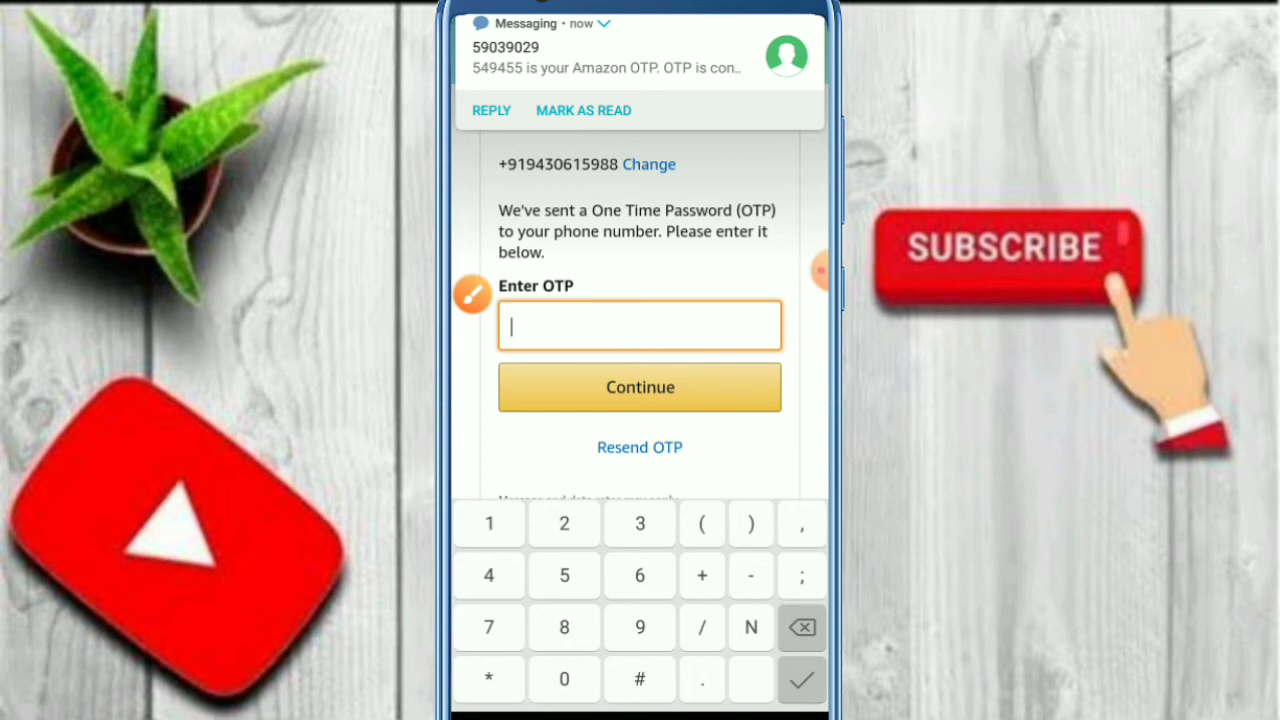 Messaging • now
59039029
549455 is your Amazon OTP. OTP is con..
REPLY MARK AS READ
+919430615988 Change
We've sent a One Time Password (OTP)
to your phone number. Please enter it
below.
Enter OTP
Continue
Resend OTP
SUBSCRIBE
1 2 3 ( ) ,
4 5 6 + - ;
7 8 9 / N
* 0 # .